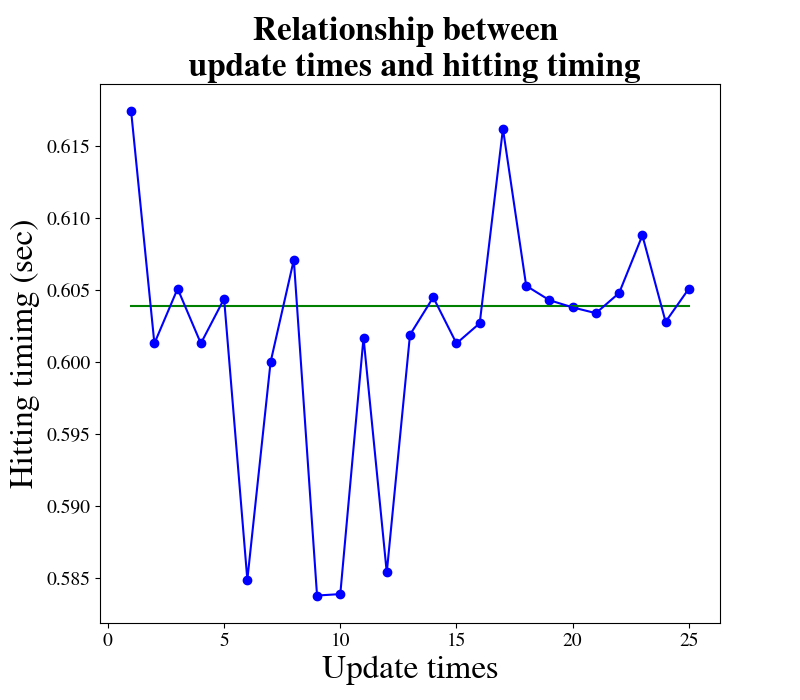 Relationship between
update times and hitting timing
Hitting timimg (sec)
0.615
0.610
0.605
0.600
0.595
0.590
0.585
0 5 10 15 20 25
Update times